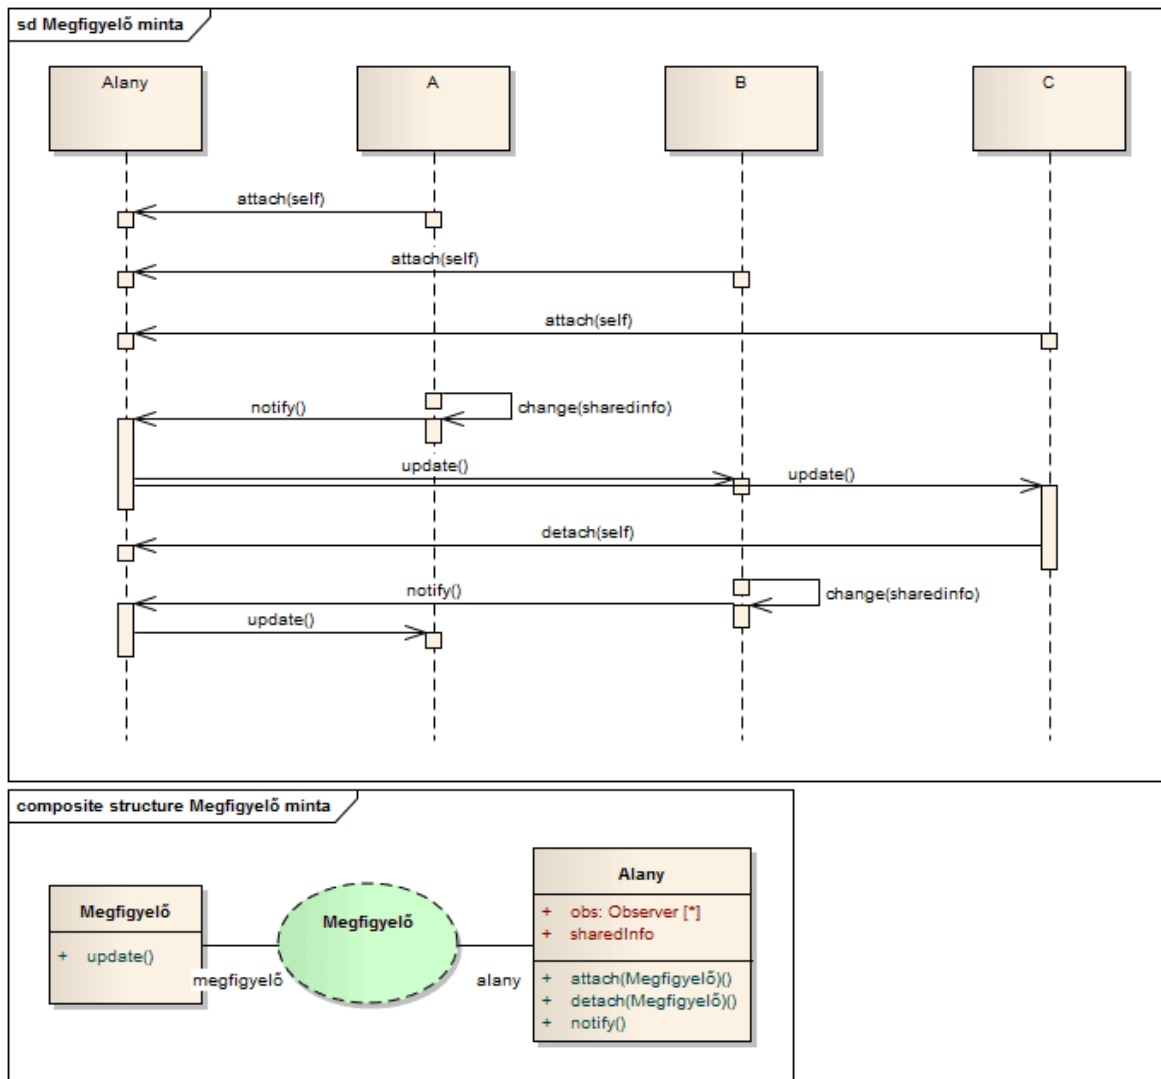 sd Megfigyelő minta
Alany
A
B
C
attach(self)
attach(self)
attach(self)
change(sharedinfo)
notify()
update()
update()
detach(self)
change(sharedinfo)
notify()
update()
composite structure Megfigyelő minta
Megfigyelő
+ update()
megfigyelő
Megfigyelő
alany
Alany
+ obs: Observer [*]
+ sharedInfo
+ attach(Megfigyelő)()
+ detach(Megfigyelő)()
+ notify()